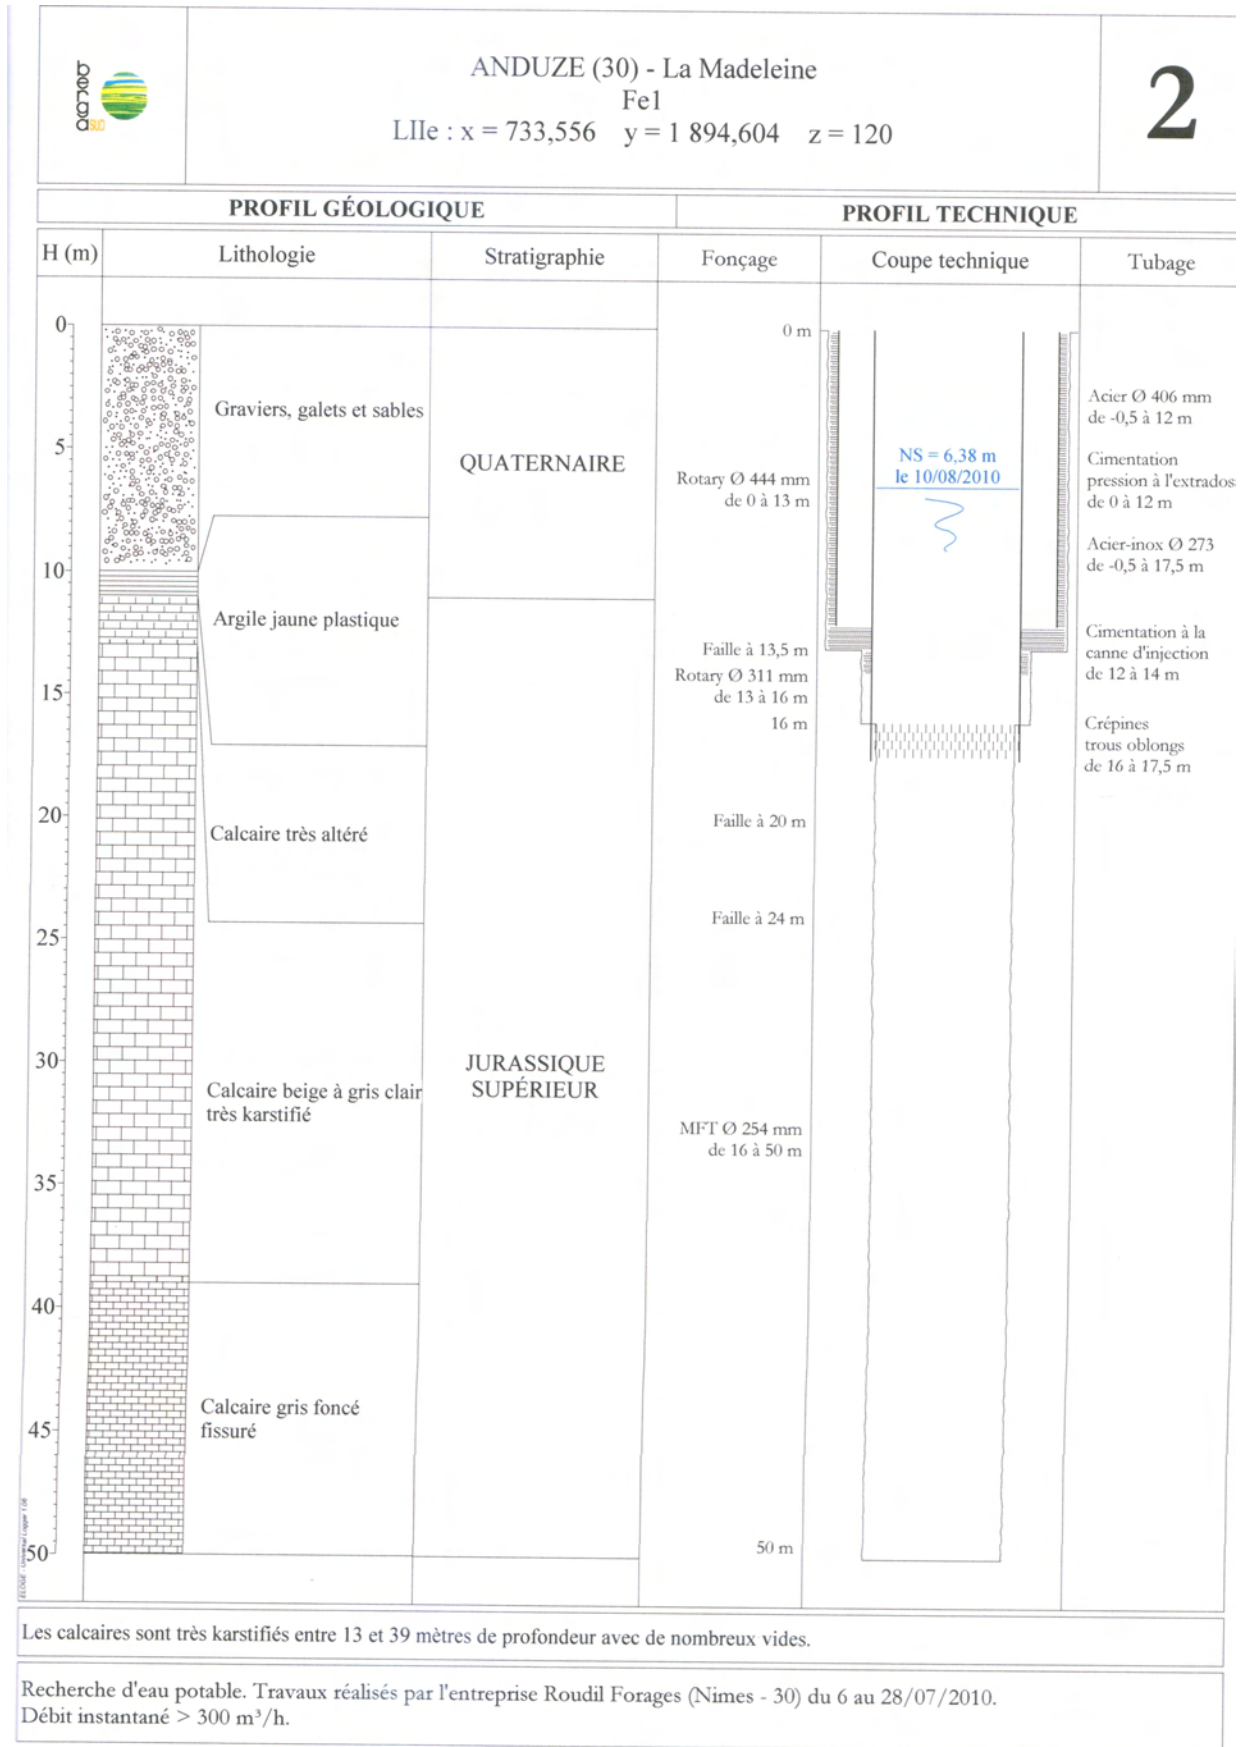 berga
sud
ANDUZE (30) - La Madeleine
Fe1
LIIe : x = 733,556 y = 1 894,604 z = 120
2
PROFIL GÉOLOGIQUE
PROFIL TECHNIQUE
H (m)
Lithologie
Stratigraphie
Fonçage
Coupe technique
Tubage
0
5
10
15
20
25
30
35
40
45
50
Graviers, galets et sables
Argile jaune plastique
Calcaire très altéré
Calcaire beige à gris clair
très karstifié
Calcaire gris foncé
fissuré
QUATERNAIRE
JURASSIQUE
SUPÉRIEUR
0 m
Rotary Ø 444 mm
de 0 à 13 m
Faille à 13,5 m
Rotary Ø 311 mm
de 13 à 16 m
16 m
Faille à 20 m
Faille à 24 m
MFT Ø 254 mm
de 16 à 50 m
50 m
NS = 6,38 m
le 10/08/2010
Acier Ø 406 mm
de -0,5 à 12 m
Cimentation
pression à l'extrados
de 0 à 12 m
Acier-inox Ø 273
de -0,5 à 17,5 m
Cimentation à la
canne d'injection
de 12 à 14 m
Crépines
trous oblongs
de 16 à 17,5 m
ELOGE - Universal Logger 1.06
Les calcaires sont très karstifiés entre 13 et 39 mètres de profondeur avec de nombreux vides.
Recherche d'eau potable. Travaux réalisés par l'entreprise Roudil Forages (Nimes - 30) du 6 au 28/07/2010.
Débit instantané > 300 m³/h.